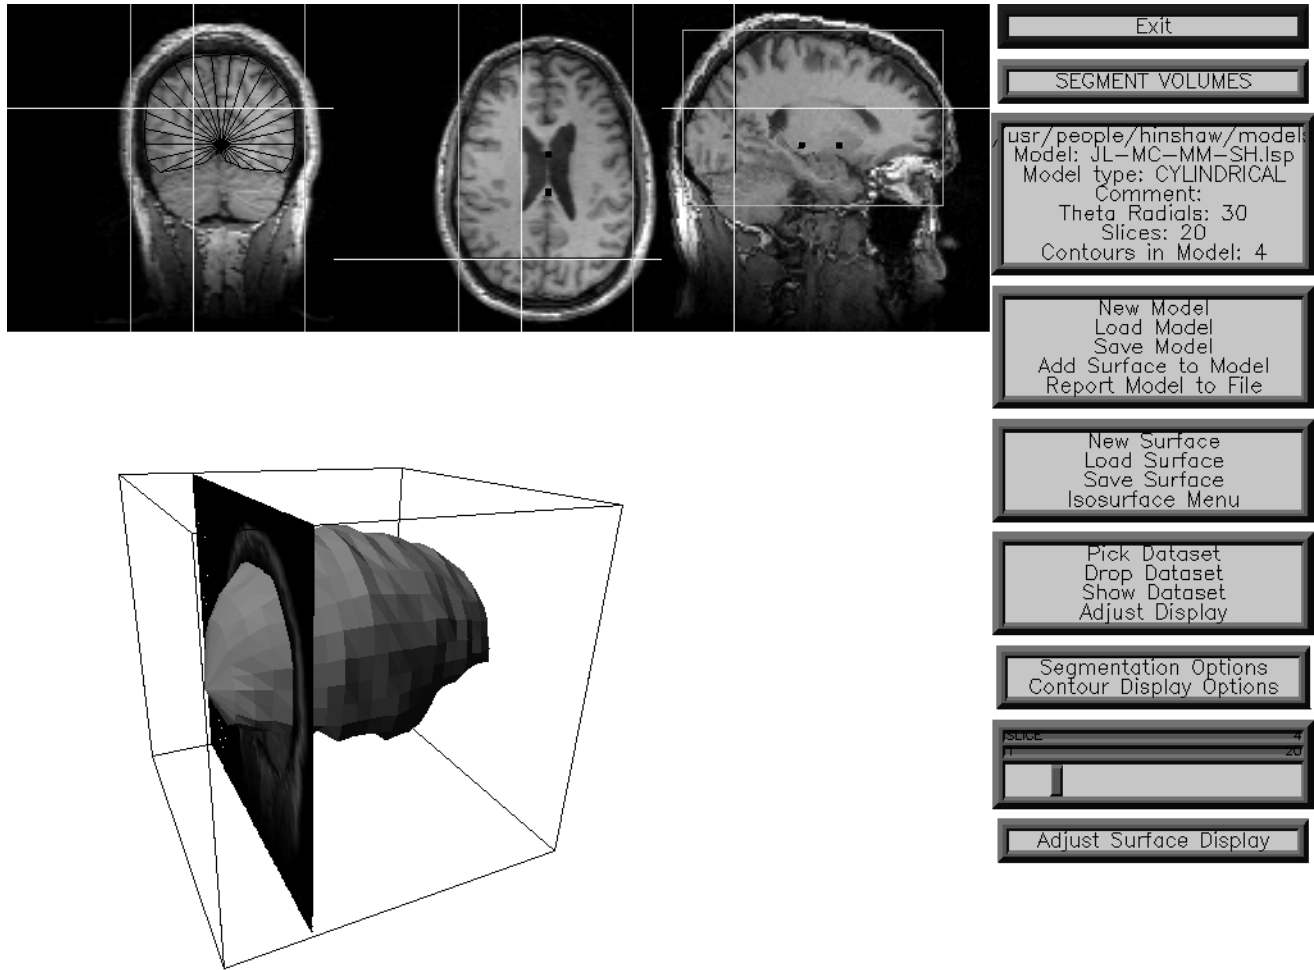 Exit
SEGMENT VOLUMES
usr/people/hinshaw/model
Model: JL-MC-MM-SH.lsp
Model type: CYLINDRICAL
Comment:
Theta Radials: 30
Slices: 20
Contours in Model: 4
New Model
Load Model
Save Model
Add Surface to Model
Report Model to File
New Surface
Load Surface
Save Surface
Isosurface Menu
Pick Dataset
Drop Dataset
Show Dataset
Adjust Display
Segmentation Options
Contour Display Options
SLICE 4
1 20
Adjust Surface Display